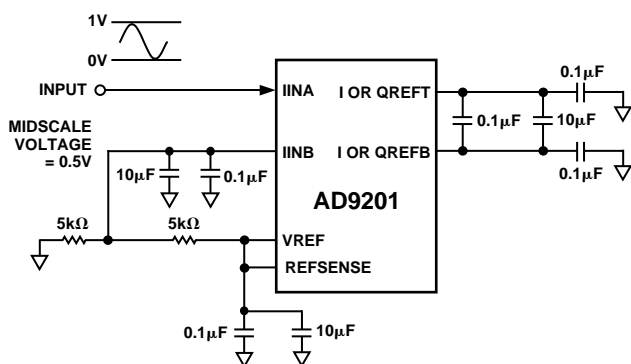 1V
0V
INPUT
IINA
I OR QREFT
0.1µF
0.1µF
10µF
MIDSCALE
VOLTAGE
= 0.5V
IINB
I OR QREFB
10µF
0.1µF
0.1µF
AD9201
5kΩ
5kΩ
VREF
REFSENSE
0.1µF
10µF